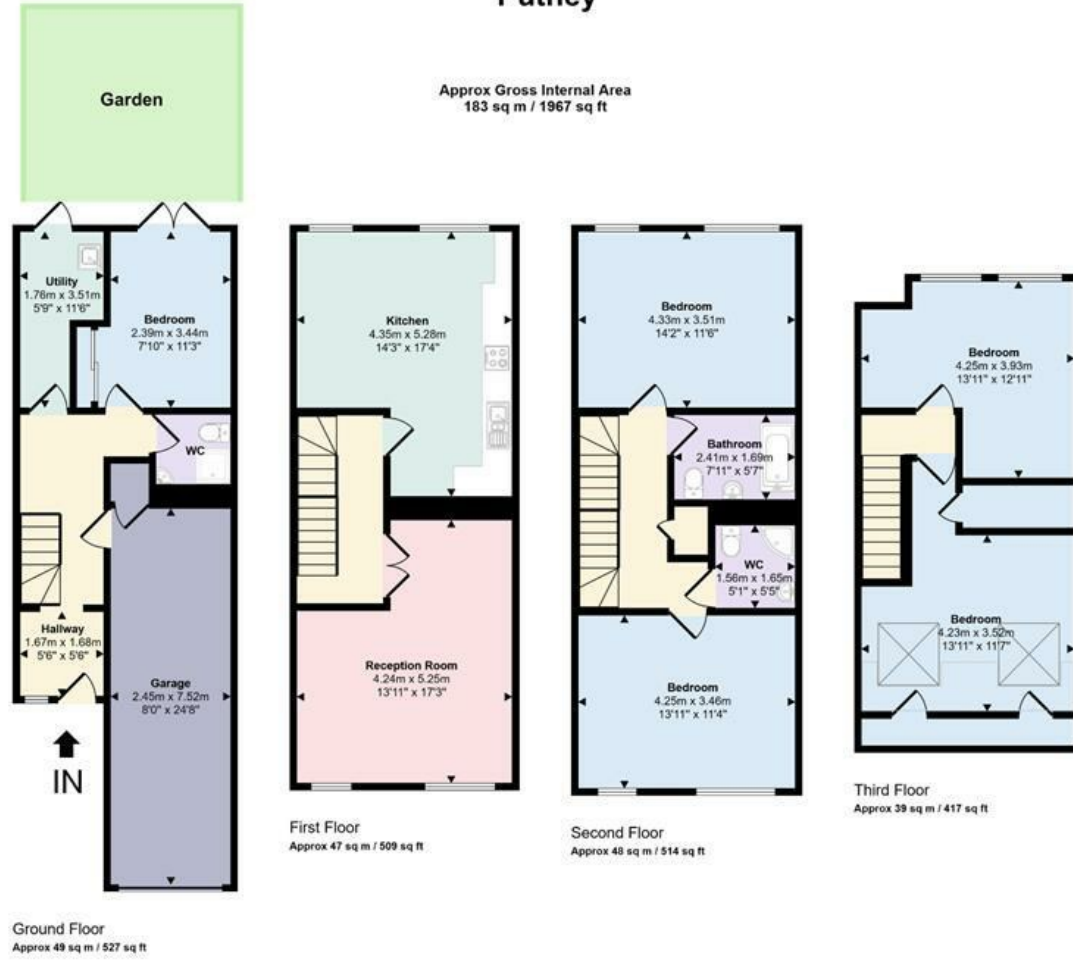 Putney
Approx Gross Internal Area
183 sq m / 1967 sq ft
Garden
Utility
1.76m x 3.51m
5'9" x 11'6"
Bedroom
2.39m x 3.44m
7'10" x 11'3"
WC
Hallway
1.67m x 1.68m
5'6" x 5'6"
Garage
2.45m x 7.52m
8'0" x 24'8"
IN
Ground Floor
Approx 49 sq m / 527 sq ft
Kitchen
4.35m x 5.28m
14'3" x 17'4"
Reception Room
4.24m x 5.25m
13'11" x 17'3"
First Floor
Approx 47 sq m / 509 sq ft
Bedroom
4.33m x 3.51m
14'2" x 11'6"
Bathroom
2.41m x 1.69m
7'11" x 5'7"
WC
1.56m x 1.65m
5'1" x 5'5"
Bedroom
4.25m x 3.46m
13'11" x 11'4"
Second Floor
Approx 48 sq m / 514 sq ft
Bedroom
4.25m x 3.93m
13'11" x 12'11"
Bedroom
4.23m x 3.52m
13'11" x 11'7"
Third Floor
Approx 39 sq m / 417 sq ft